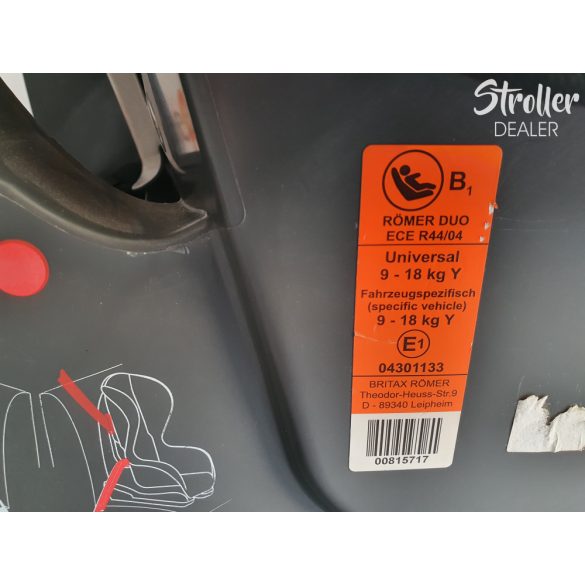 Stroller
DEALER
B1
RÖMER DUO
ECE R44/04
Universal
9 - 18 kg Y
Fahrzeugspezifisch
(specific vehicle)
9 - 18 kg Y
E1
04301133
BRITAX RÖMER
Theodor-Heuss-Str.9
D - 89340 Leipheim
00815717